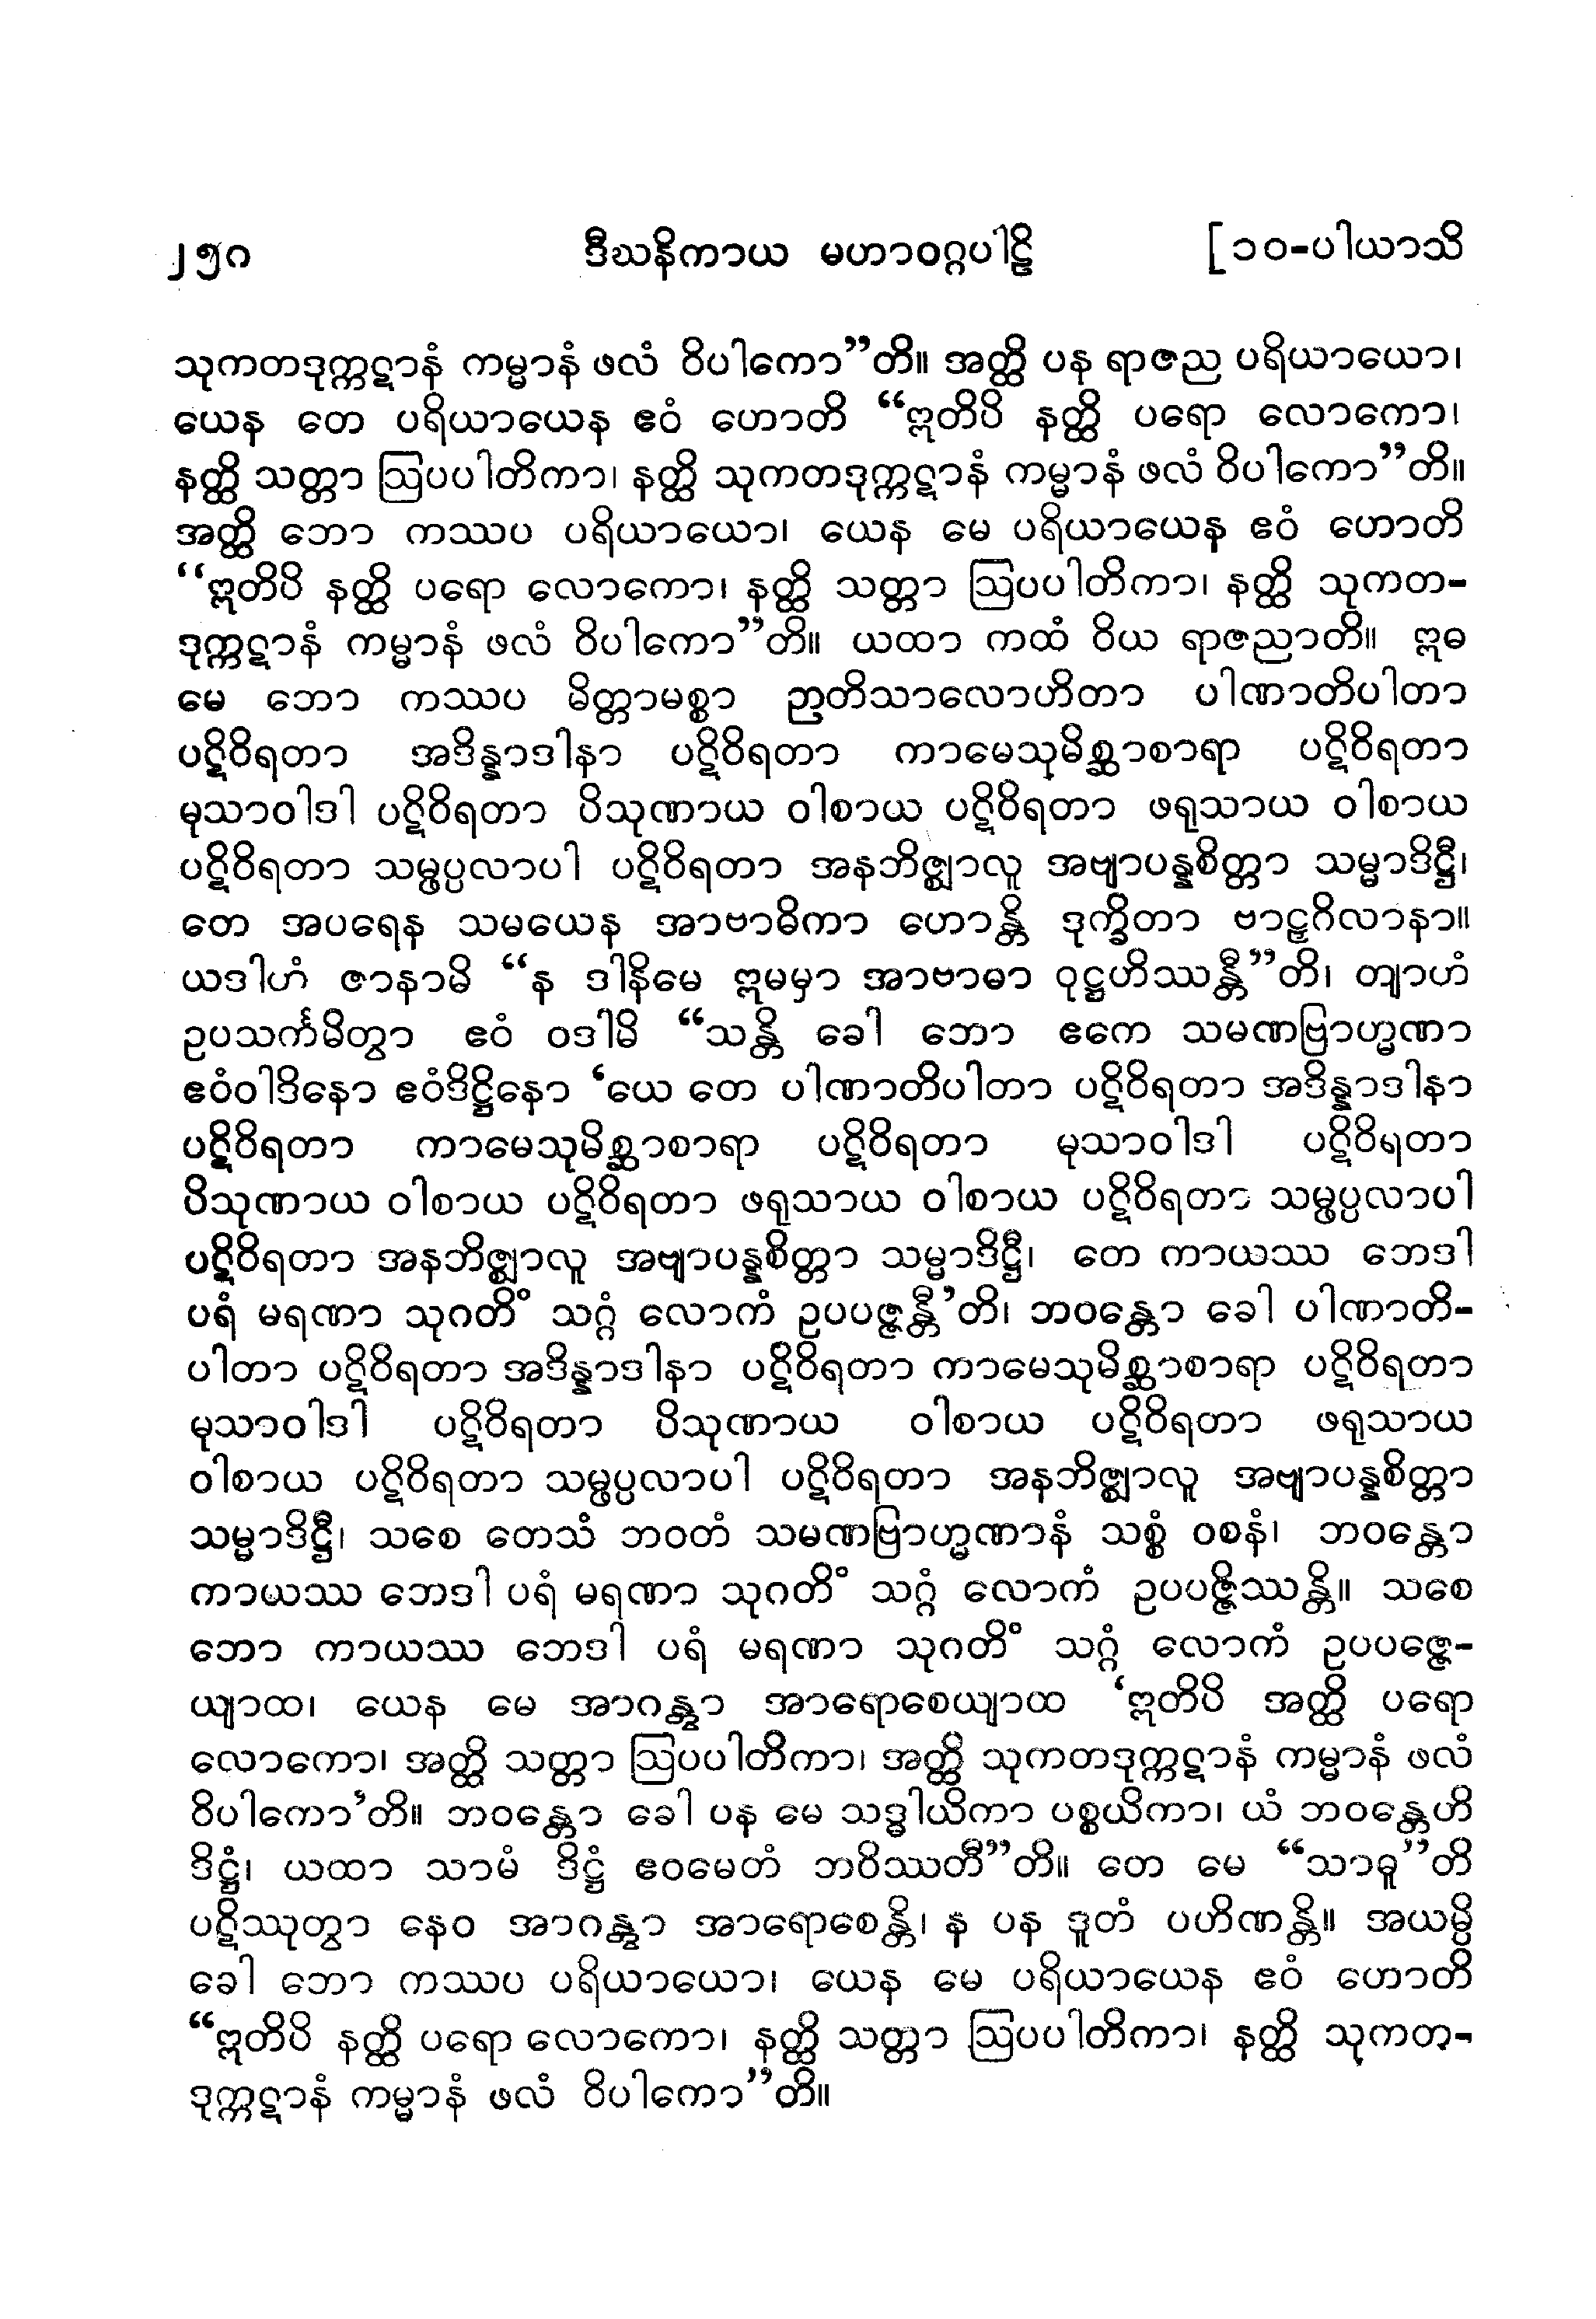 ၂၅၈ ဒီဃနိကာယ မဟာဝဂ္ဂပါဠိ [၁၀-ပါယာသိ
သုကတဒုက္ကဋာနံ ကမ္မာနံ ဖလံ ဝိပါကော”တိ။ အတ္ထိ ပန ရာဇည ပရိယာယော၊
ယေန တေ ပရိယာယေန ဧဝံ ဟောတိ “ဣတိပိ နတ္ထိ ပရော လောကော၊
နတ္ထိ သတ္တာ ဩပပါတိကာ၊ နတ္ထိ သုကတဒုက္ကဋာနံ ကမ္မာနံ ဖလံ ဝိပါကော”တိ။
အတ္ထိ ဘော ကဿပ ပရိယာယော၊ ယေန မေ ပရိယာယေန ဧဝံ ဟောတိ
“ဣတိပိ နတ္ထိ ပရော လောကော၊ နတ္ထိ သတ္တာ ဩပပါတိကာ၊ နတ္ထိ သုကတ-
ဒုက္ကဋာနံ ကမ္မာနံ ဖလံ ဝိပါကော”တိ။ ယထာ ကထံ ဝိယ ရာဇညာတိ။ ဣဓ
မေ ဘော ကဿပ မိတ္တာမစ္စာ ဉာတိသာလောဟိတာ ပါဏာတိပါတာ
ပဋိဝိရတာ အဒိန္နာဒါနာ ပဋိဝိရတာ ကာမေသုမိစ္ဆာစာရာ ပဋိဝိရတာ
မုသာဝါဒါ ပဋိဝိရတာ ပိသုဏာယ ဝါစာယ ပဋိဝိရတာ ဖရုသာယ ဝါစာယ
ပဋိဝိရတာ သမ္ဖပ္ပလာပါ ပဋိဝိရတာ အနဘိဇ္ဈာလူ အဗျာပန္နစိတ္တာ သမ္မာဒိဋ္ဌီ၊
တေ အပရေန သမယေန အာဗာဓိကာ ဟောန္တိ ဒုက္ခိတာ ဗာဠှဂိလာနာ။
ယဒါဟံ ဇာနာမိ “န ဒါနိမေ ဣမမှာ အာဗာဓာ ဝုဋ္ဌဟိဿန္တီ”တိ၊ တျာဟံ
ဥပသင်္ကမိတွာ ဧဝံ ဝဒါမိ “သန္တိ ခေါ ဘော ဧကေ သမဏဗြာဟ္မဏာ
ဧဝံဝါဒိနော ဧဝံဒိဋ္ဌိနော ‘ယေ တေ ပါဏာတိပါတာ ပဋိဝိရတာ အဒိန္နာဒါနာ
ပဋိဝိရတာ ကာမေသုမိစ္ဆာစာရာ ပဋိဝိရတာ မုသာဝါဒါ ပဋိဝိရတာ
ပိသုဏာယ ဝါစာယ ပဋိဝိရတာ ဖရုသာယ ဝါစာယ ပဋိဝိရတာ သမ္ဖပ္ပလာပါ
ပဋိဝိရတာ အနဘိဇ္ဈာလူ အဗျာပန္နစိတ္တာ သမ္မာဒိဋ္ဌီ၊ တေ ကာယဿ ဘေဒါ
ပရံ မရဏာ သုဂတိံ သဂ္ဂံ လောကံ ဥပပဇ္ဇန္တီ’တိ၊ ဘဝန္တော ခေါ ပါဏာတိ-
ပါတာ ပဋိဝိရတာ အဒိန္နာဒါနာ ပဋိဝိရတာ ကာမေသုမိစ္ဆာစာရာ ပဋိဝိရတာ
မုသာဝါဒါ ပဋိဝိရတာ ပိသုဏာယ ဝါစာယ ပဋိဝိရတာ ဖရုသာယ
ဝါစာယ ပဋိဝိရတာ သမ္ဖပ္ပလာပါ ပဋိဝိရတာ အနဘိဇ္ဈာလူ အဗျာပန္နစိတ္တာ
သမ္မာဒိဋ္ဌီ၊ သစေ တေသံ ဘဝတံ သမဏဗြာဟ္မဏာနံ သစ္စံ ဝစနံ၊ ဘဝန္တော
ကာယဿ ဘေဒါ ပရံ မရဏာ သုဂတိံ သဂ္ဂံ လောကံ ဥပပဇ္ဇိဿန္တိ။ သစေ
ဘော ကာယဿ ဘေဒါ ပရံ မရဏာ သုဂတိံ သဂ္ဂံ လောကံ ဥပပဇ္ဇေ-
ယျာထ၊ ယေန မေ အာဂန္တွာ အာရောစေယျာထ ‘ဣတိပိ အတ္ထိ ပရော
လောကော၊ အတ္ထိ သတ္တာ ဩပပါတိကာ၊ အတ္ထိ သုကတဒုက္ကဋာနံ ကမ္မာနံ ဖလံ
ဝိပါကော’တိ။ ဘဝန္တော ခေါ ပန မေ သဒ္ဓါယိကာ ပစ္စယိကာ၊ ယံ ဘဝန္တေဟိ
ဒိဋ္ဌံ၊ ယထာ သာမံ ဒိဋ္ဌံ ဧဝမေတံ ဘဝိဿတီ”တိ။ တေ မေ “သာဓူ”တိ
ပဋိဿုတွာ နေဝ အာဂန္တွာ အာရောစေန္တိ၊ န ပန ဒူတံ ပဟိဏန္တိ။ အယမ္ပိ
ခေါ ဘော ကဿပ ပရိယာယော၊ ယေန မေ ပရိယာယေန ဧဝံ ဟောတိ
“ဣတိပိ နတ္ထိ ပရော လောကော၊ နတ္ထိ သတ္တာ ဩပပါတိကာ၊ နတ္ထိ သုကတ-
ဒုက္ကဋာနံ ကမ္မာနံ ဖလံ ဝိပါကော”တိ။